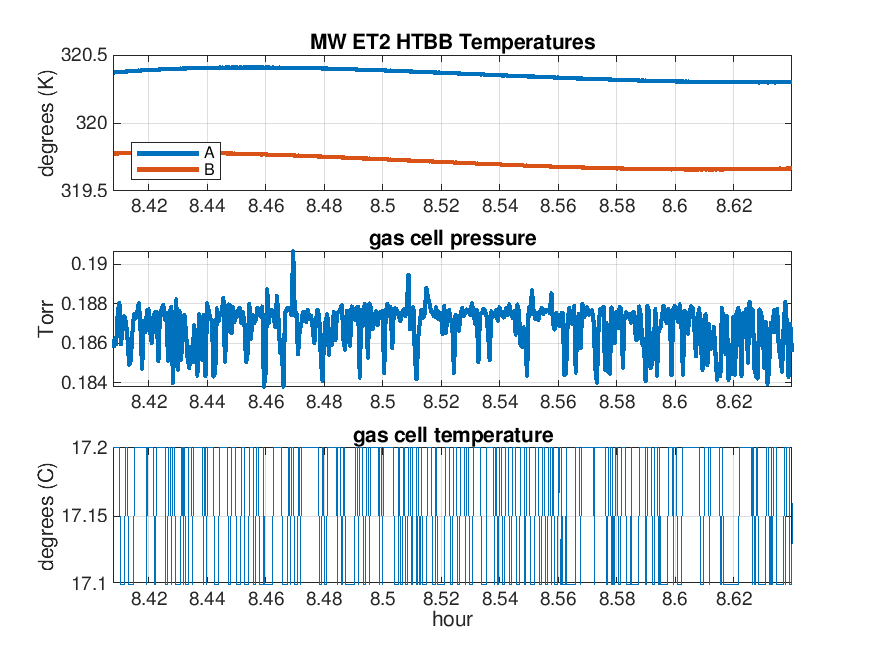 MW ET2 HTBB Temperatures
degrees (K)
320.5
320
319.5
A
B
8.42 8.44 8.46 8.48 8.5 8.52 8.54 8.56 8.58 8.6 8.62
gas cell pressure
Torr
0.19
0.188
0.186
0.184
8.42 8.44 8.46 8.48 8.5 8.52 8.54 8.56 8.58 8.6 8.62
gas cell temperature
degrees (C)
17.2
17.15
17.1
8.42 8.44 8.46 8.48 8.5 8.52 8.54 8.56 8.58 8.6 8.62
hour